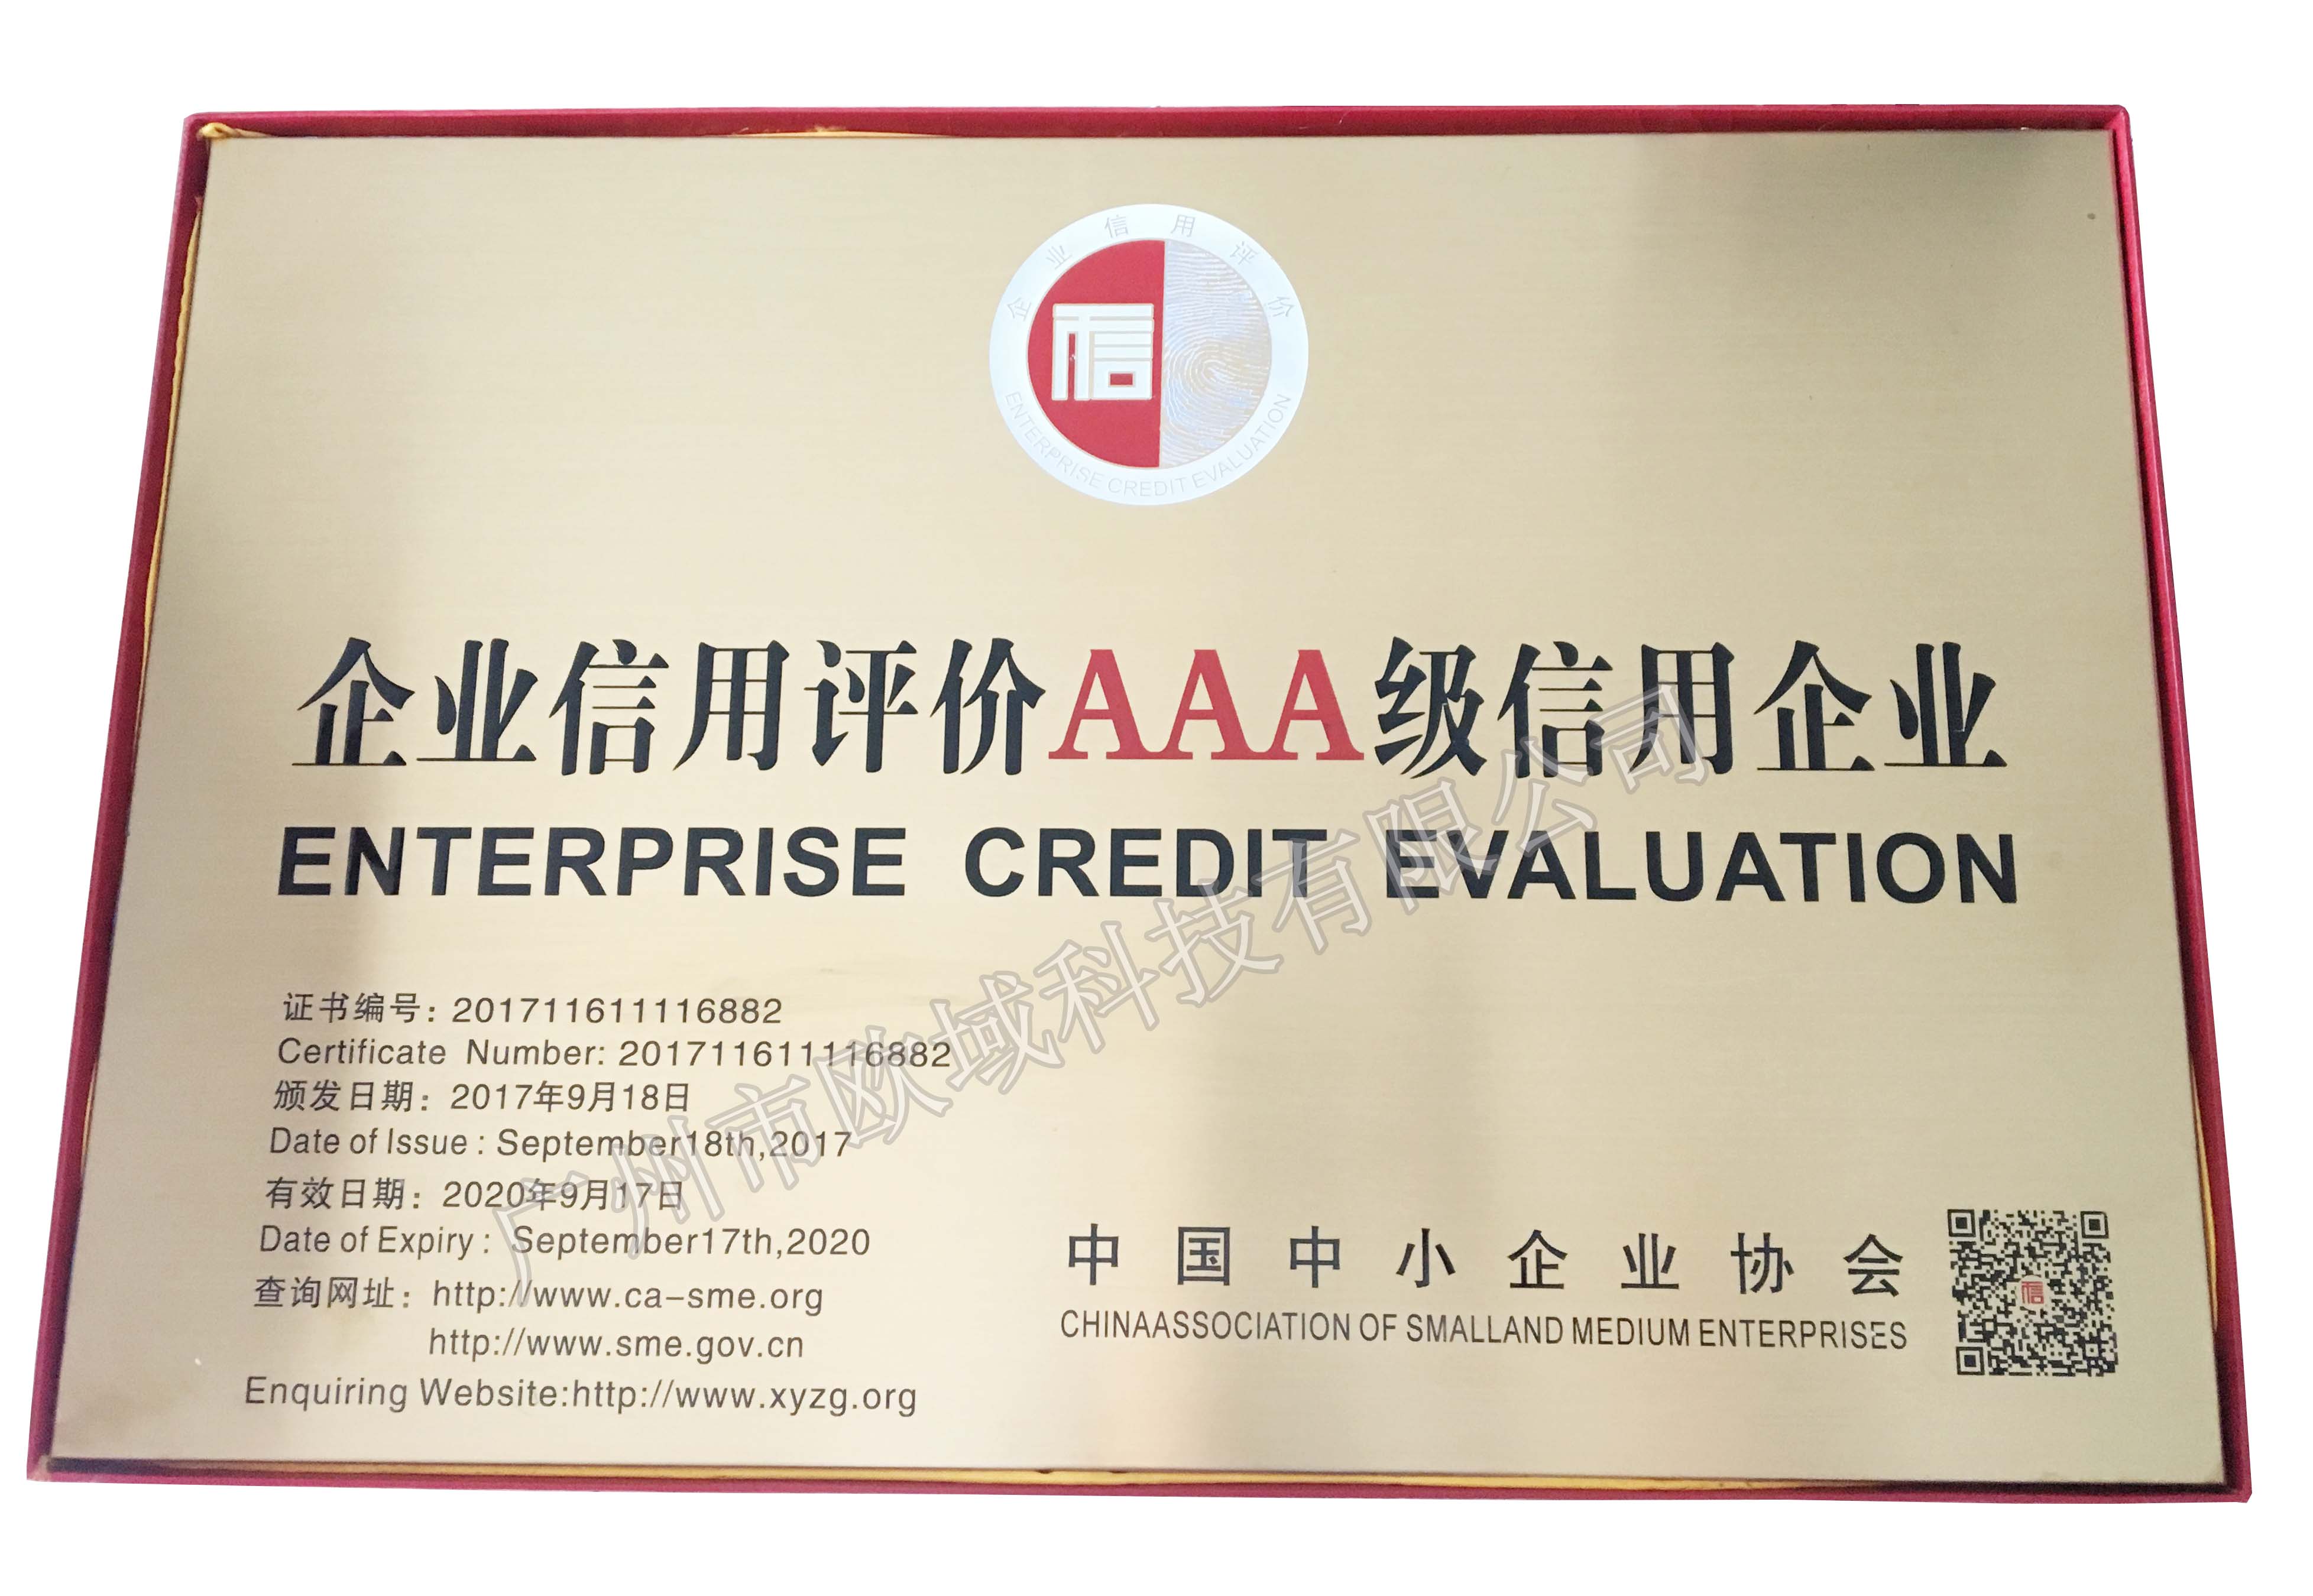 企业信用评价
信
ENTERPRISE CREDIT EVALUATION
企业信用评价AAA级信用企业
ENTERPRISE CREDIT EVALUATION
证书编号：201711611116882
Certificate Number: 201711611116882
颁发日期：2017年9月18日
Date of Issue : September18th,2017
有效日期：2020年9月17日
Date of Expiry : September17th,2020
查询网址：http://www.ca-sme.org
http://www.sme.gov.cn
Enquiring Website:http://www.xyzg.org
中国中小企业协会
CHINAASSOCIATION OF SMALLAND MEDIUM ENTERPRISES
信
广州市欧域科技有限公司